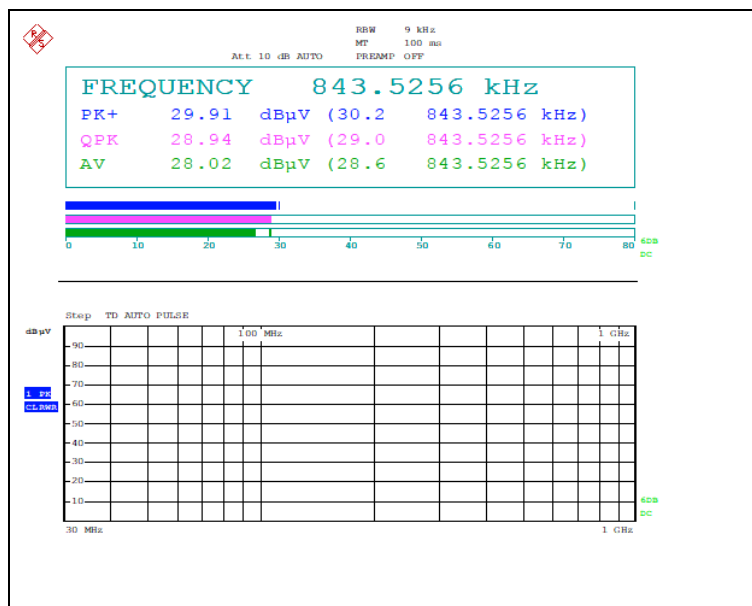 R S
RBW 9 kHz
MT 100 ms
Att 10 dB AUTO PREAMP OFF
FREQUENCY 843.5256 kHz
PK+ 29.91 dBµV (30.2 843.5256 kHz)
QPK 28.94 dBµV (29.0 843.5256 kHz)
AV 28.02 dBµV (28.6 843.5256 kHz)
0 10 20 30 40 50 60 70 80
6DB
DC
Step TD AUTO PULSE
dBµV
100 MHz 1 GHz
90
80
70
1 PK
CLRWR
60
50
40
30
20
10
6DB
DC
30 MHz 1 GHz